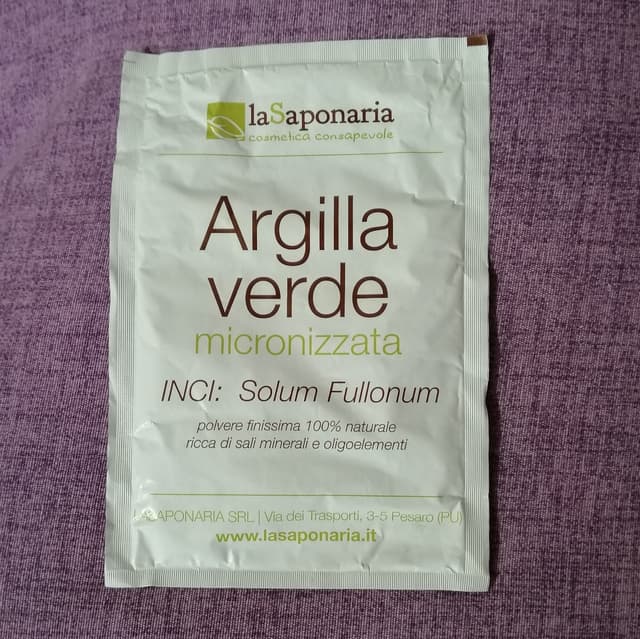 laSaponaria
cosmetica consapevole
Argilla
verde
micronizzata
INCI: Solum Fullonum
polvere finissima 100% naturale
ricca di sali minerali e oligoelementi
LASAPONARIA SRL | Via dei Trasporti, 3-5 Pesaro (PU)
www.lasaponaria.it